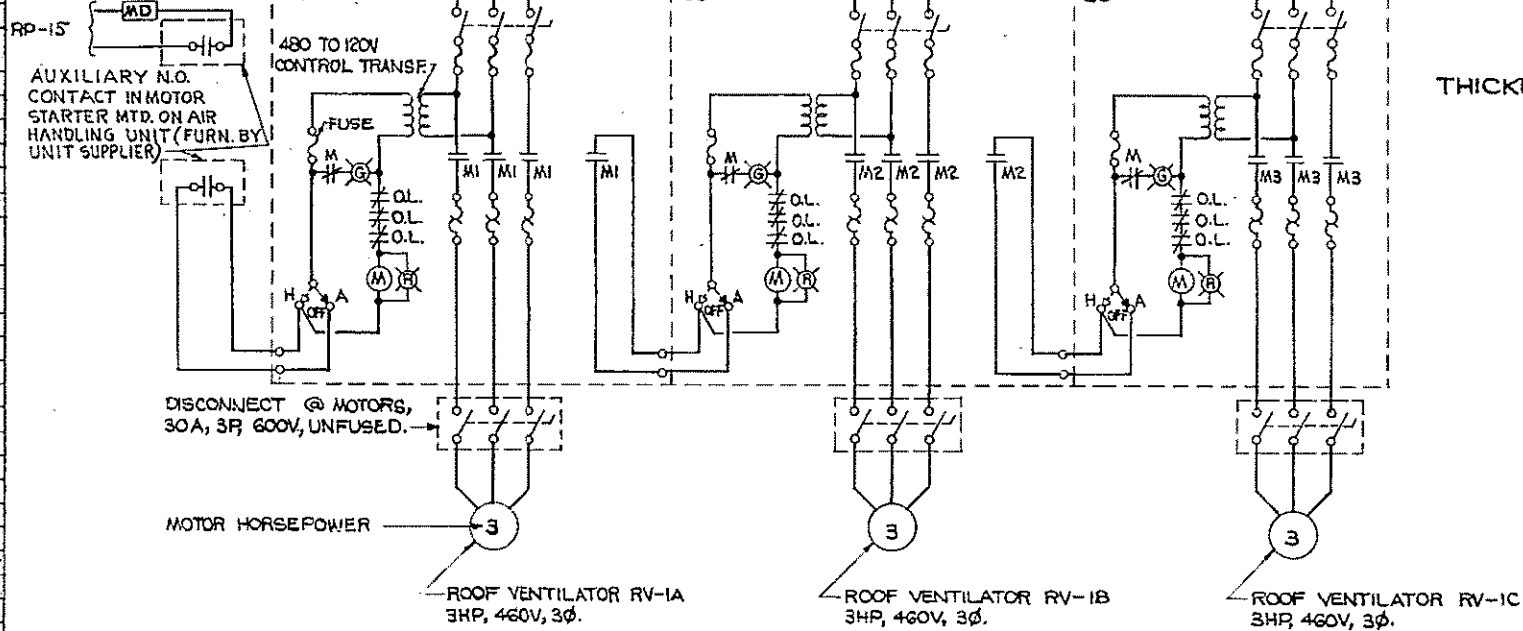 MD
RP-15
AUXILIARY N.O.
CONTACT IN MOTOR
STARTER MTD. ON AIR
HANDLING UNIT (FURN. BY
UNIT SUPPLIER)
480 TO 120V
CONTROL TRANSF.
FUSE
M
G
O.L.
O.L.
O.L.
M
R
H
OFF
A
M1
M1
M1
M1
M
G
O.L.
O.L.
O.L.
M
R
H
OFF
A
M2
M2
M2
M2
M
G
O.L.
O.L.
O.L.
M
R
H
OFF
A
M3
M3
M3
DISCONNECT @ MOTORS,
30A, 3P, 600V, UNFUSED.
MOTOR HORSEPOWER
3
3
3
ROOF VENTILATOR RV-1A
3HP, 460V, 3Ø.
ROOF VENTILATOR RV-1B
3HP, 460V, 3Ø.
ROOF VENTILATOR RV-1C
3HP, 460V, 3Ø.